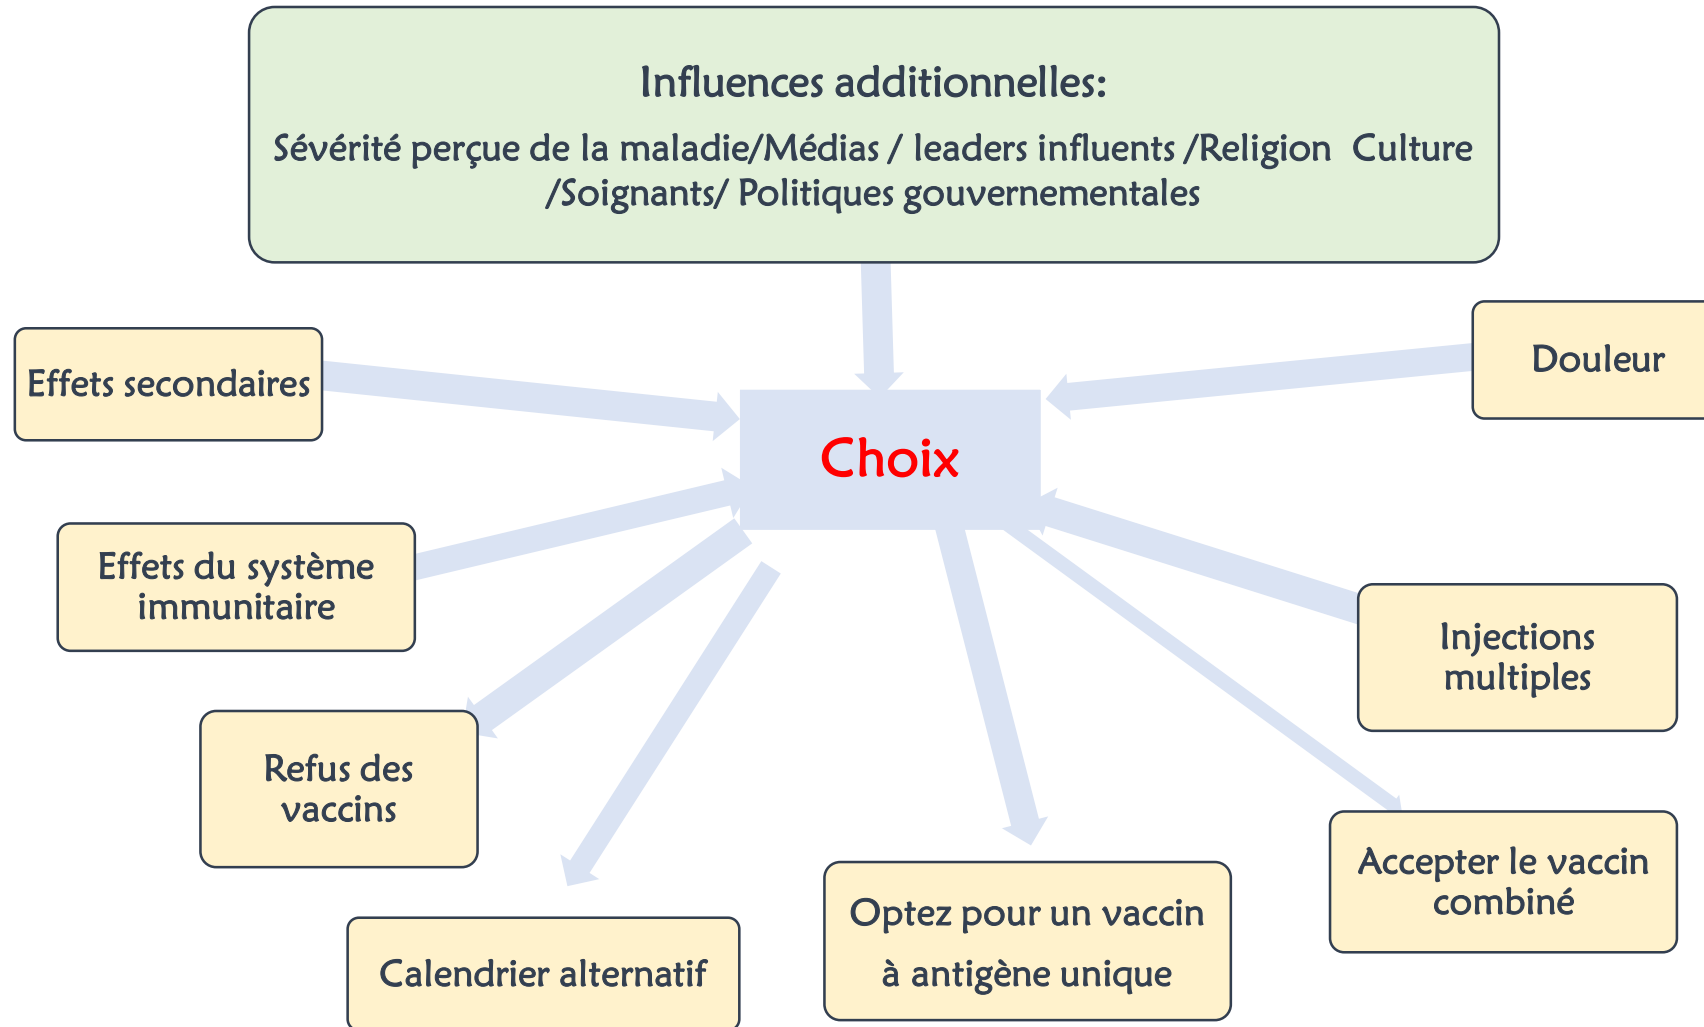 Influences additionnelles:
Sévérité perçue de la maladie/Médias / leaders influents /Religion  Culture
/Soignants/ Politiques gouvernementales
Effets secondaires
Douleur
Choix
Effets du système
immunitaire
Injections
multiples
Refus des
vaccins
Accepter le vaccin
combiné
Optez pour un vaccin
à antigène unique
Calendrier alternatif